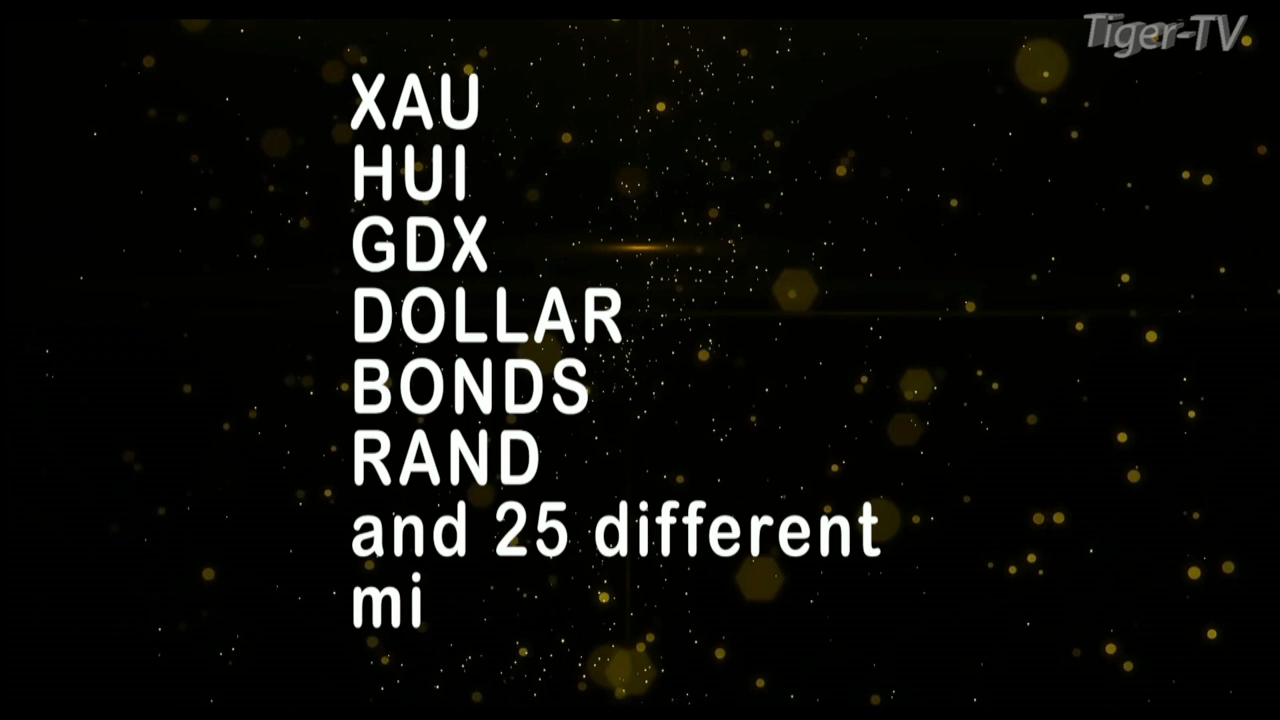 Tiger-TV
XAU
HUI
GDX
DOLLAR
BONDS
RAND
and 25 different
mi